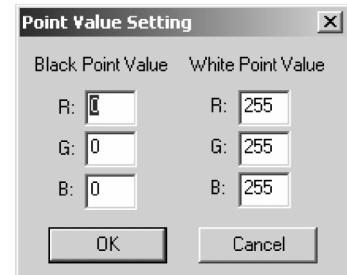 Point Value Setting
Black Point Value White Point Value
R: 0 R: 255
G: 0 G: 255
B: 0 B: 255
OK Cancel